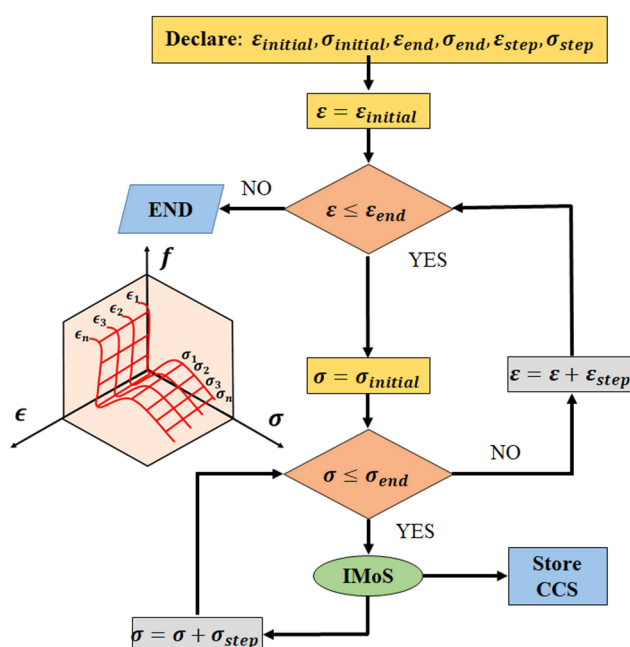 Declare: ε_initial, σ_initial, ε_end, σ_end, ε_step, σ_step
ε = ε_initial
NO
END
ε ≤ ε_end
YES
f
ϵ_1
ϵ_2
ϵ_3
ϵ_n
σ_1
σ_2
σ_3
σ_n
ϵ
σ
σ = σ_initial
ε = ε + ε_step
σ ≤ σ_end
NO
YES
IMoS
Store
CCS
σ = σ + σ_step